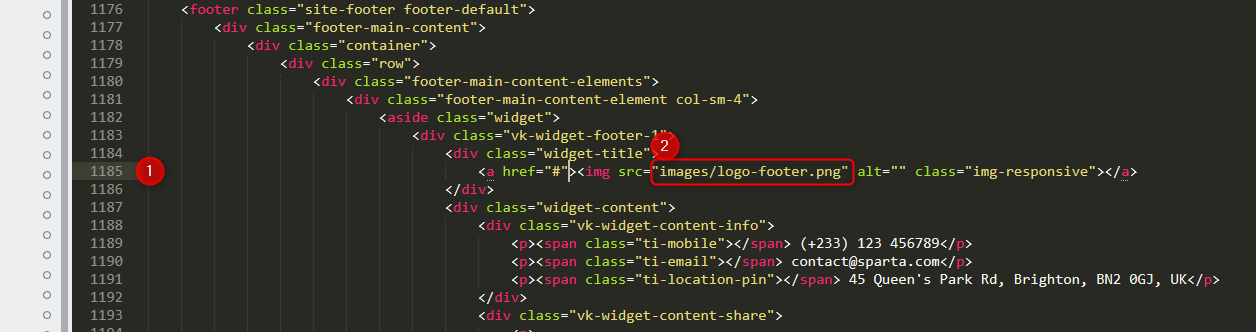 1176 <footer class="site-footer footer-default">
1177 <div class="footer-main-content">
1178 <div class="container">
1179 <div class="row">
1180 <div class="footer-main-content-elements">
1181 <div class="footer-main-content-element col-sm-4">
1182 <aside class="widget">
1183 <div class="vk-widget-footer-1"
1184 <div class="widget-title" 2
1185 1 <a href="#"><img src="images/logo-footer.png" alt="" class="img-responsive"></a>
1186 </div>
1187 <div class="widget-content">
1188 <div class="vk-widget-content-info">
1189 <p><span class="ti-mobile"></span> (+233) 123 456789</p>
1190 <p><span class="ti-email"></span> contact@sparta.com</p>
1191 <p><span class="ti-location-pin"></span> 45 Queen's Park Rd, Brighton, BN2 0GJ, UK</p>
1192 </div>
1193 <div class="vk-widget-content-share">